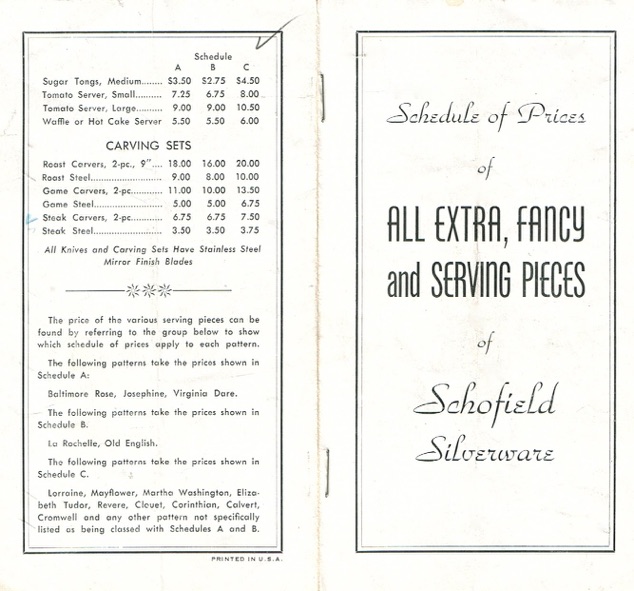 Schedule
A B C
Sugar Tongs, Medium....... $3.50 $2.75 $4.50
Tomato Server, Small......... 7.25 6.75 8.00
Tomato Server, Large......... 9.00 9.00 10.50
Waffle or Hot Cake Server 5.50 5.50 6.00
CARVING SETS
Roast Carvers, 2-pc., 9".... 18.00 16.00 20.00
Roast Steel........................... 9.00 8.00 10.00
Game Carvers, 2-pc........... 11.00 10.00 13.50
Game Steel.......................... 5.00 5.00 6.75
Steak Carvers, 2-pc........... 6.75 6.75 7.50
Steak Steel........................... 3.50 3.50 3.75
All Knives and Carving Sets Have Stainless Steel
Mirror Finish Blades
The price of the various serving pieces can be
found by referring to the group below to show
which schedule of prices apply to each pattern.
The following patterns take the prices shown in
Schedule A:
Baltimore Rose, Josephine, Virginia Dare.
The following patterns take the prices shown in
Schedule B.
La Rochelle, Old English.
The following patterns take the prices shown in
Schedule C.
Lorraine, Mayflower, Martha Washington, Eliza-
beth Tudor, Revere, Clouet, Corinthian, Calvert,
Cromwell and any other pattern not specifically
listed as being classed with Schedules A and B.
PRINTED IN U.S.A.
Schedule of Prices
of
ALL EXTRA, FANCY
and SERVING PIECES
of
Schofield
Silverware